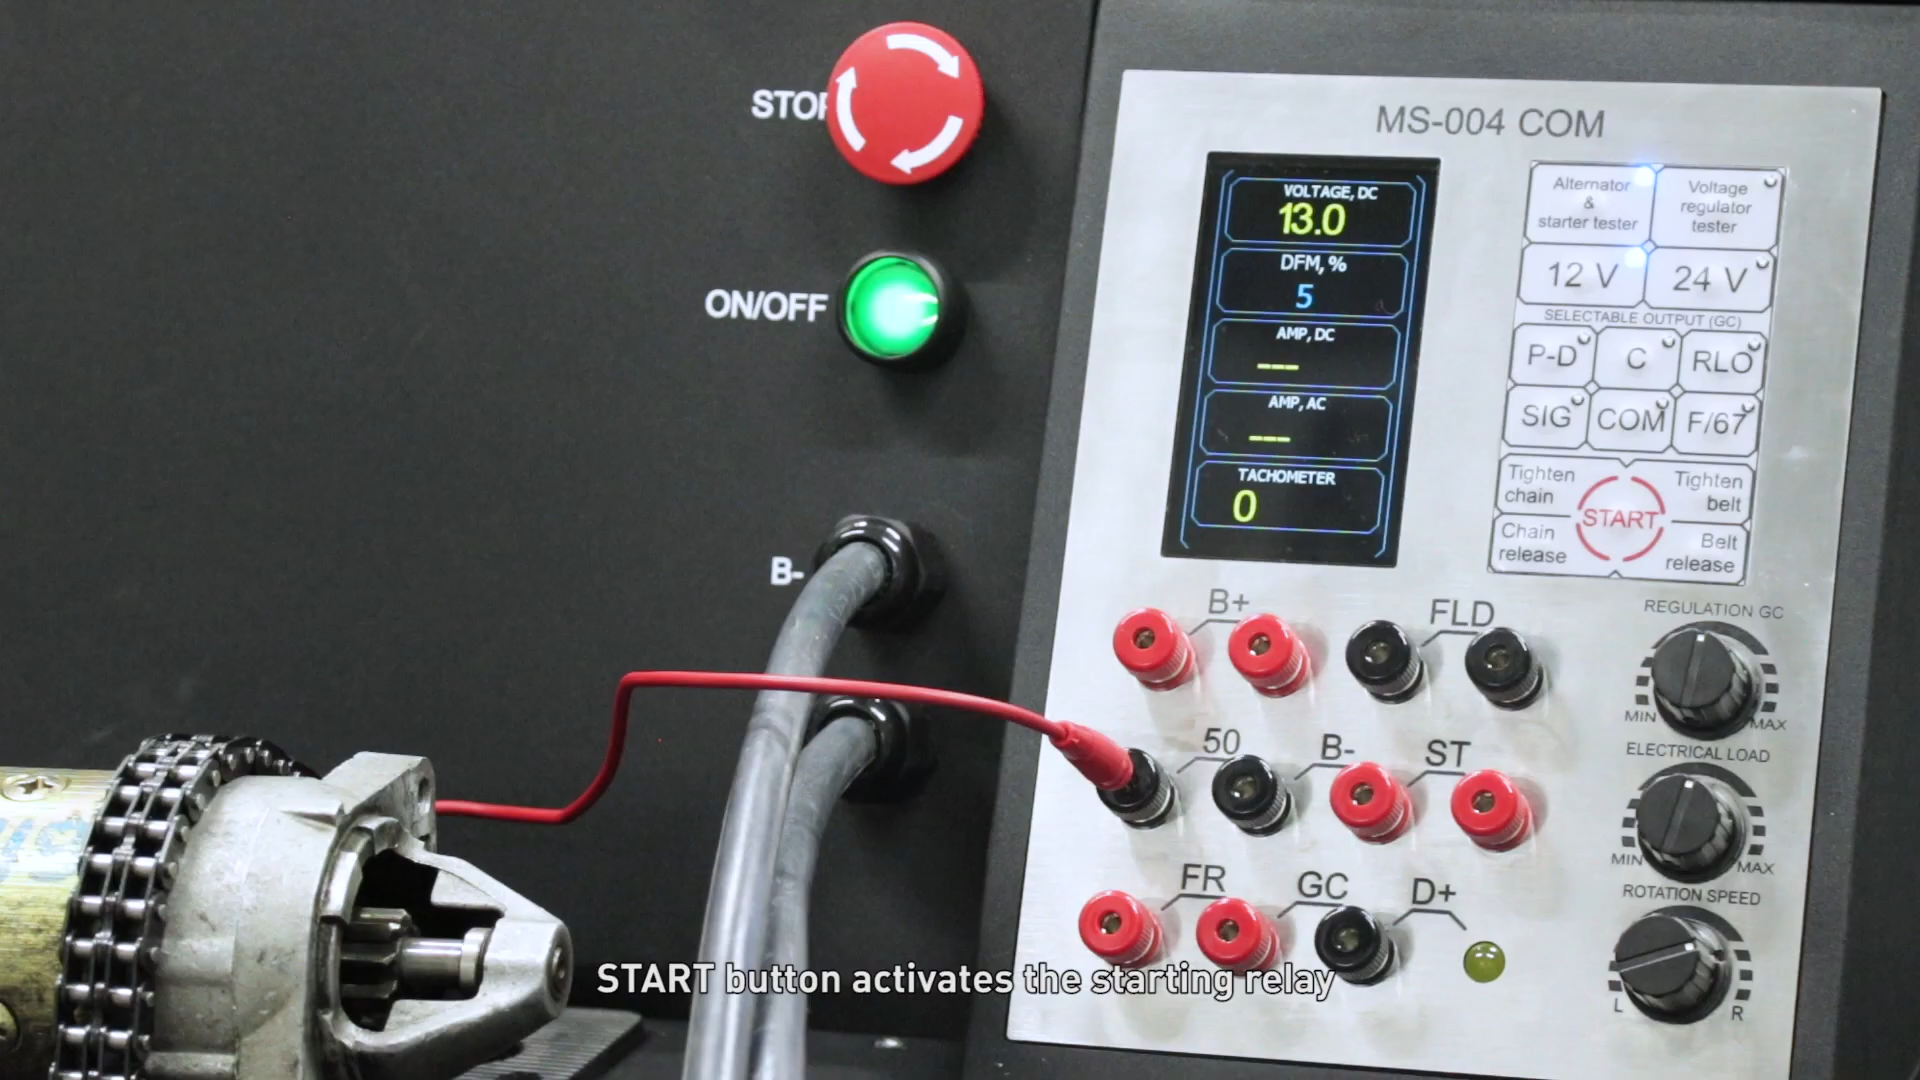 STOP
ON/OFF
B-
MS-004 COM
VOLTAGE, DC
13.0
DFM, %
5
AMP, DC
---
AMP, AC
---
TACHOMETER
0
Alternator
&
starter tester
Voltage
regulator
tester
12 V
24 V
SELECTABLE OUTPUT (GC)
P-D
C
RLO
SIG
COM
F/67
Tighten
chain
Tighten
belt
START
Chain
release
Belt
release
B+
FLD
REGULATION GC
MIN
MAX
50
B-
ST
ELECTRICAL LOAD
MIN
MAX
FR
GC
D+
ROTATION SPEED
L
R
START button activates the starting relay